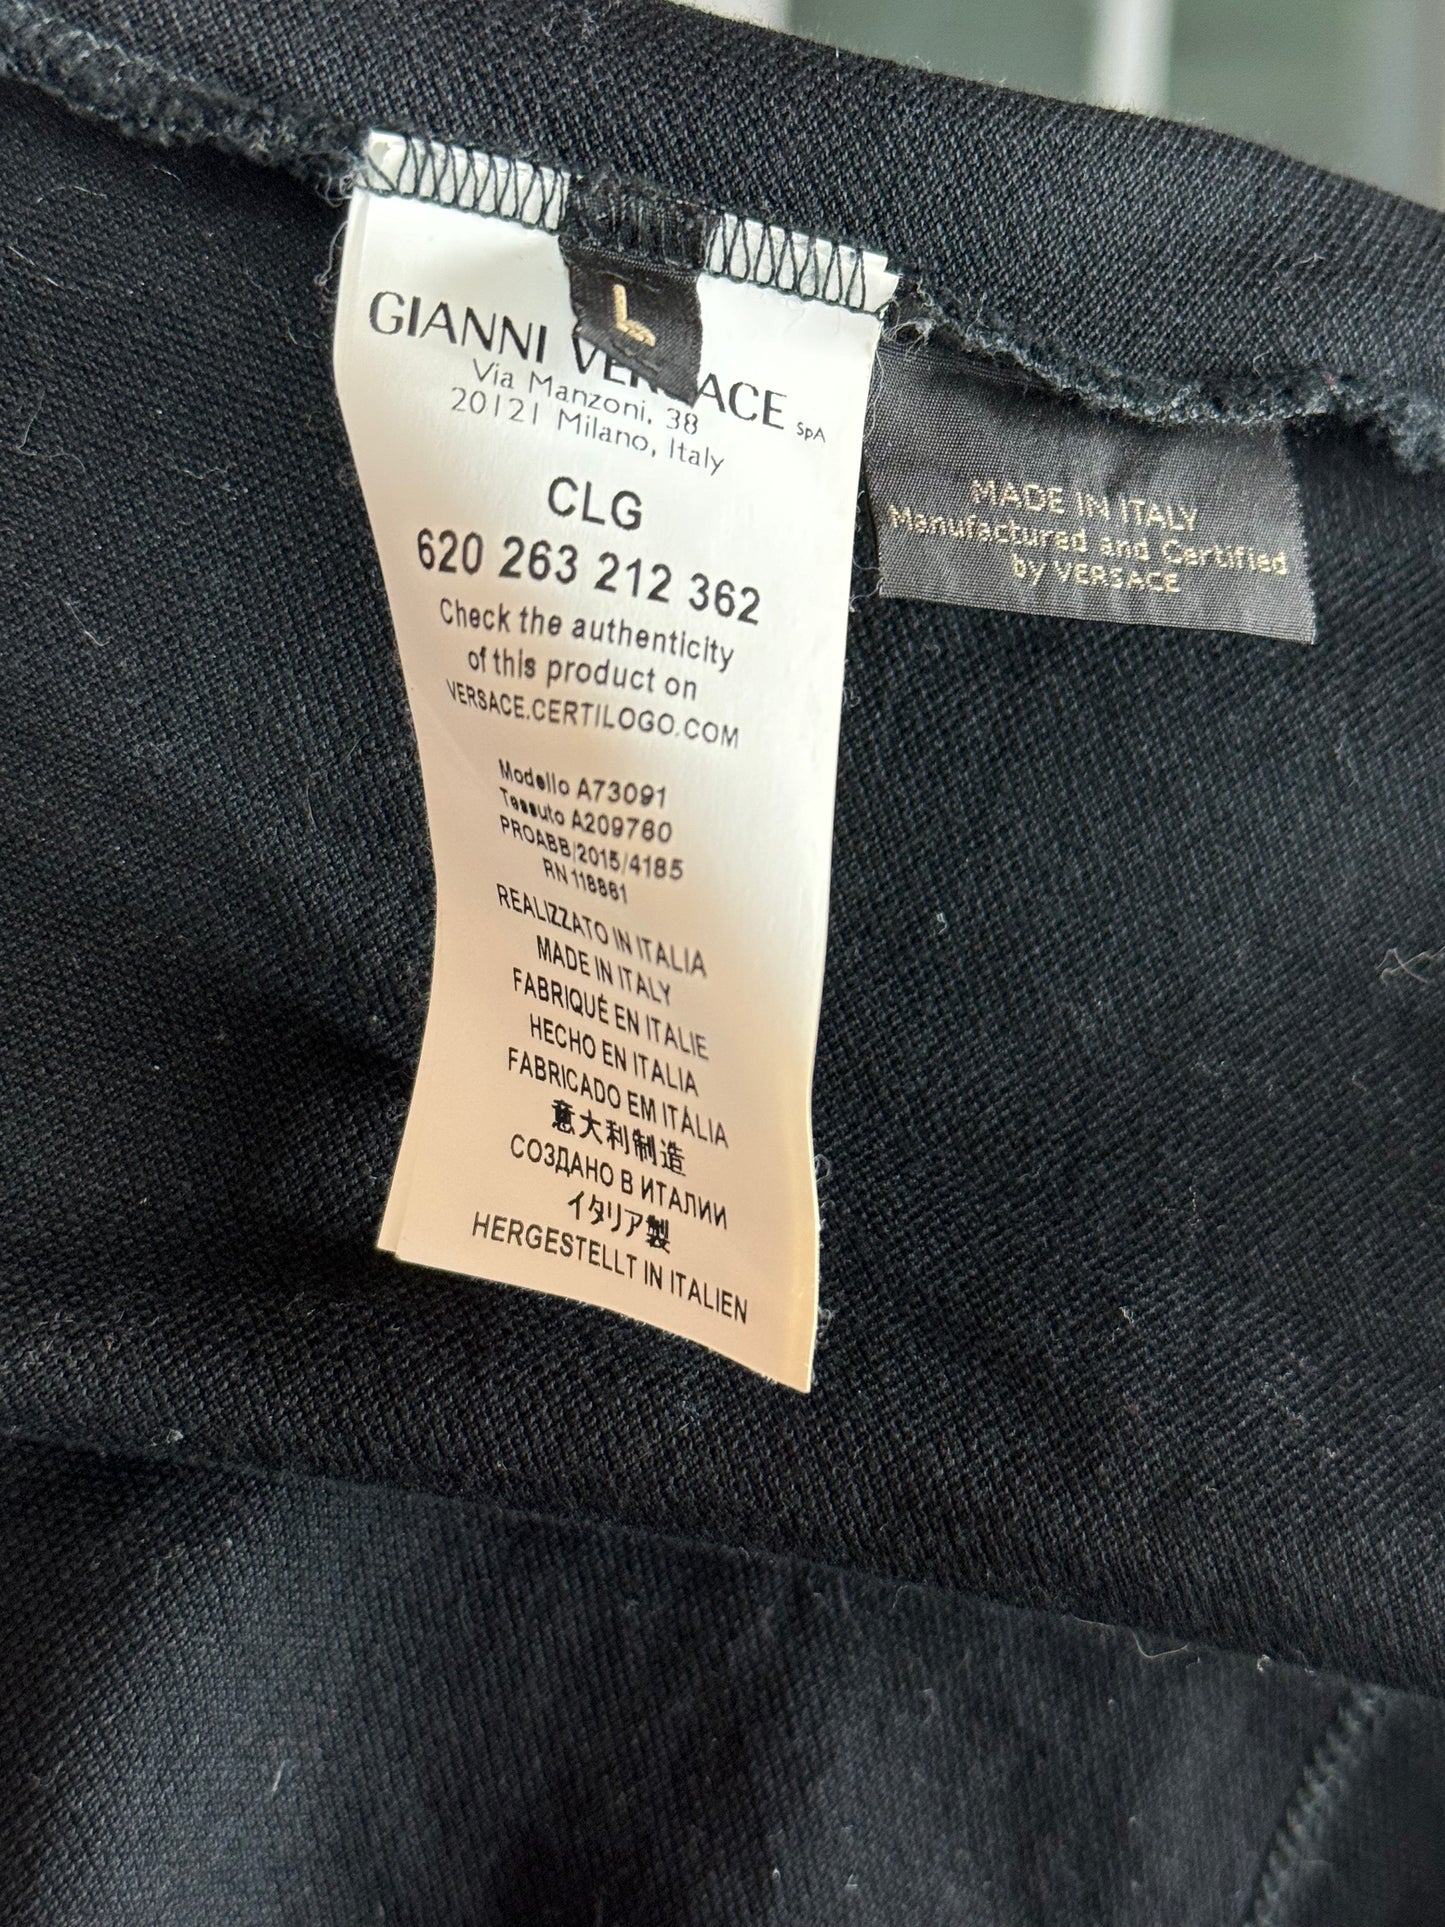 L
GIANNI VERSACE SpA
Via Manzoni, 38
20121 Milano, Italy
CLG
620 263 212 362
Check the authenticity
of this product on
VERSACE.CERTILOGO.COM
Modello A73091
Tessuto A209760
PROABB/2015/4185
RN 118881
REALIZZATO IN ITALIA
MADE IN ITALY
FABRIQUÉ EN ITALIE
HECHO EN ITALIA
FABRICADO EM ITÁLIA
意大利制造
СОЗДАНО В ИТАЛИИ
イタリア製
HERGESTELLT IN ITALIEN
MADE IN ITALY
Manufactured and Certified
by VERSACE